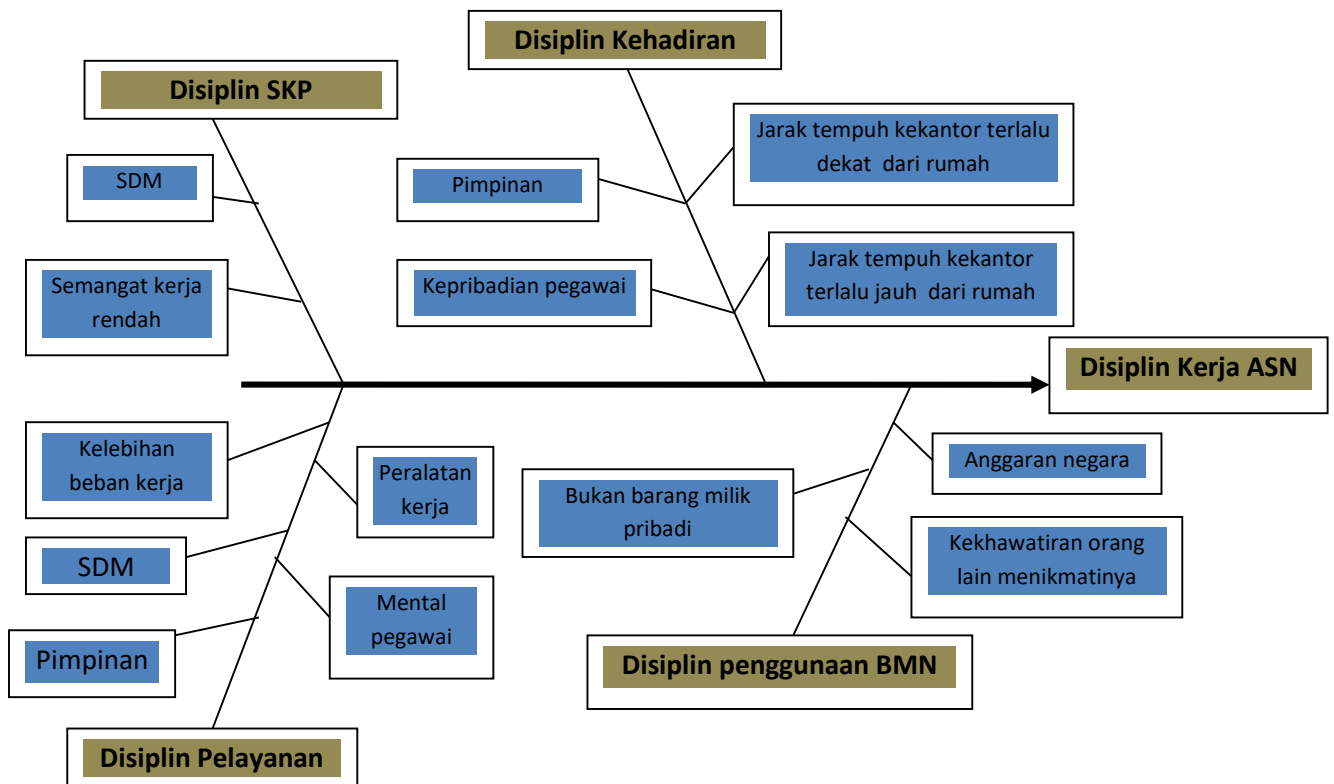 Disiplin Kehadiran
Disiplin SKP
SDM
Pimpinan
Jarak tempuh kekantor terlalu
dekat dari rumah
Semangat kerja
rendah
Kepribadian pegawai
Jarak tempuh kekantor
terlalu jauh dari rumah
Disiplin Kerja ASN
Kelebihan
beban kerja
Peralatan
kerja
Anggaran negara
Bukan barang milik
pribadi
SDM
Kekhawatiran orang
lain menikmatinya
Mental
pegawai
Pimpinan
Disiplin penggunaan BMN
Disiplin Pelayanan